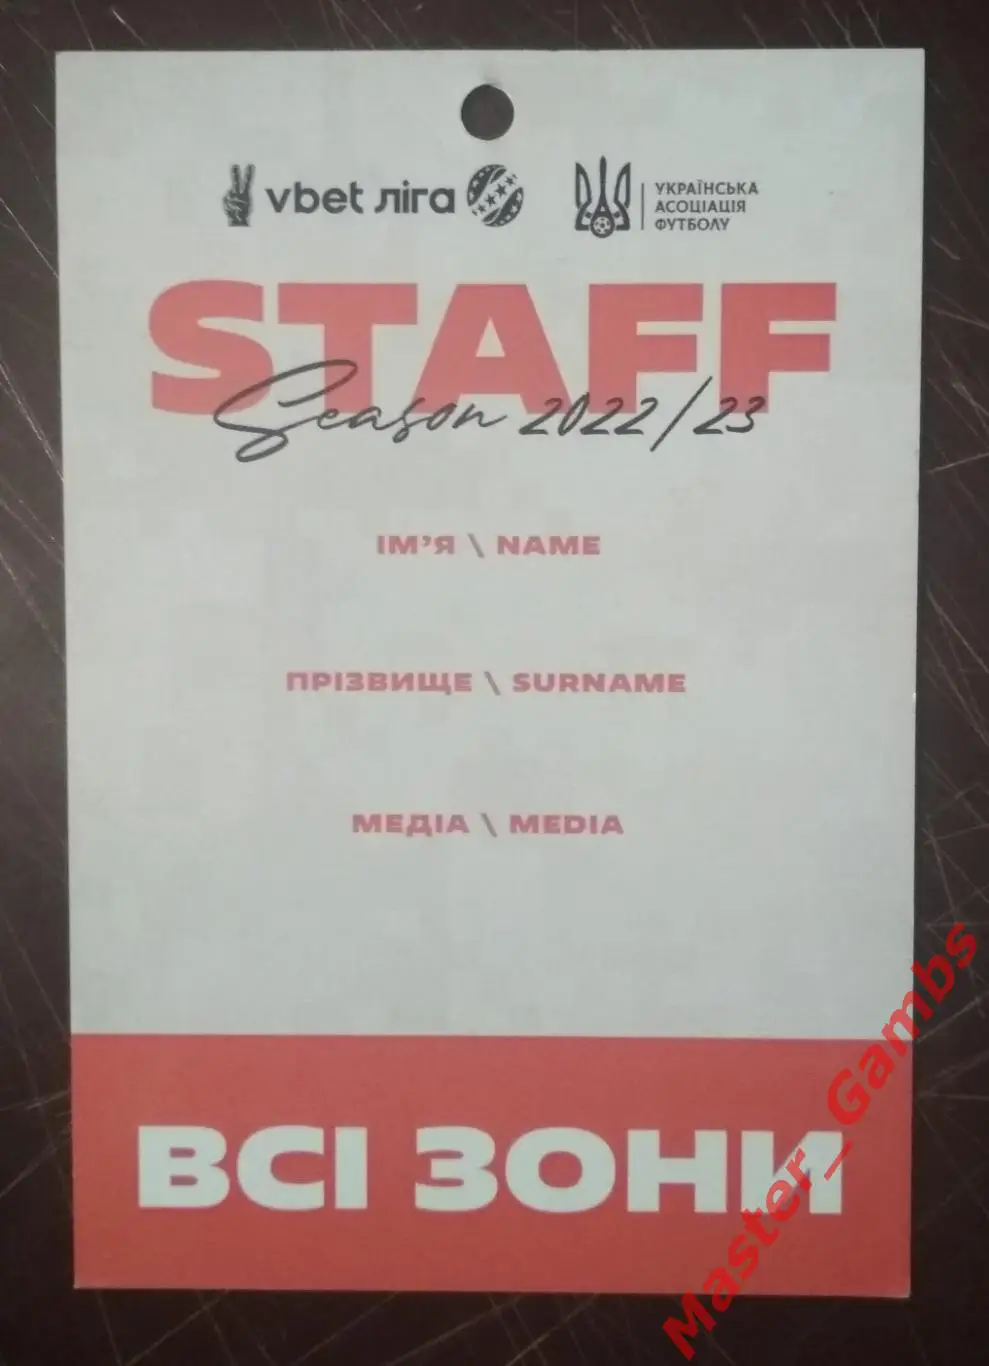 vbet ліга
УКРАЇНСЬКА
АСОЦІАЦІЯ
ФУТБОЛУ
STAFF
Season 2022/23
ІМ’Я \ NAME
ПРІЗВИЩЕ \ SURNAME
МЕДІА \ MEDIA
ВСІ ЗОНИ
Master_Gambs